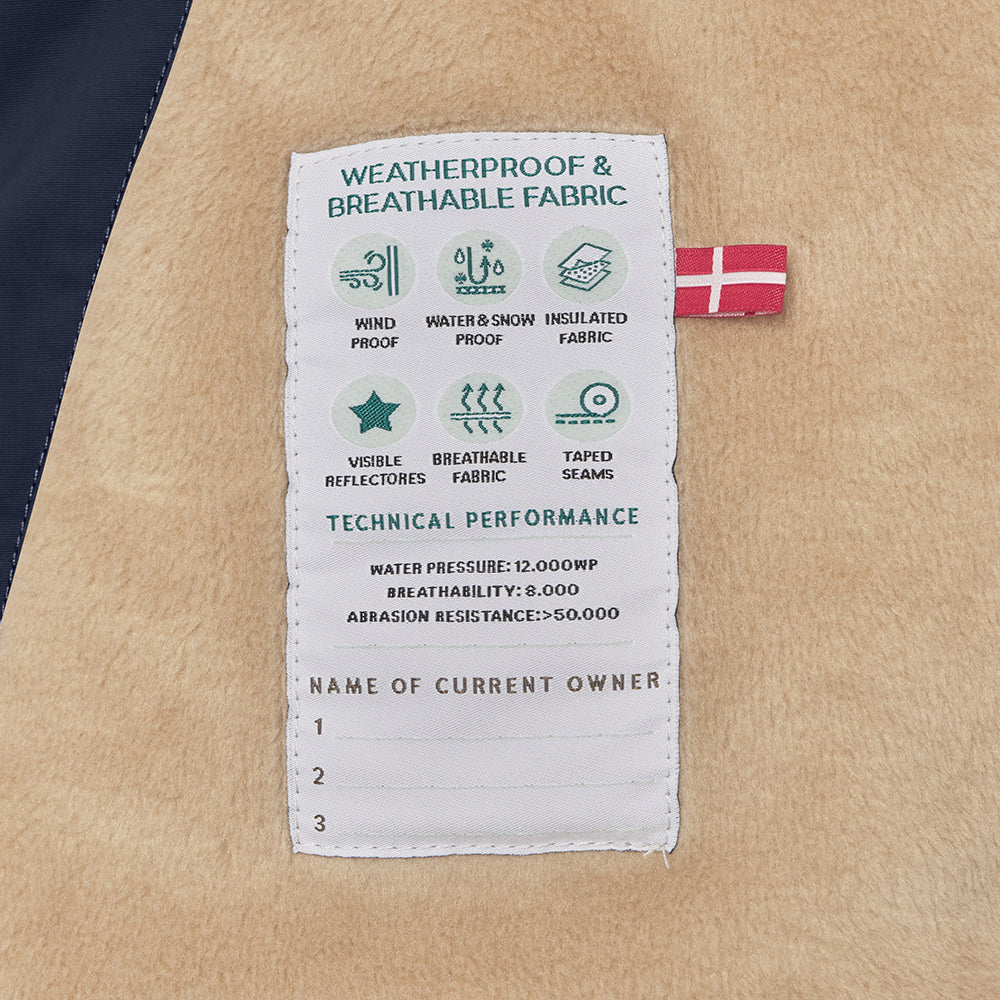 WEATHERPROOF &
BREATHABLE FABRIC
WIND
PROOF
WATER & SNOW
PROOF
INSULATED
FABRIC
VISIBLE
REFLECTORES
BREATHABLE
FABRIC
TAPED
SEAMS
TECHNICAL PERFORMANCE
WATER PRESSURE: 12.000WP
BREATHABILITY: 8.000
ABRASION RESISTANCE:>50.000
NAME OF CURRENT OWNER
1
2
3